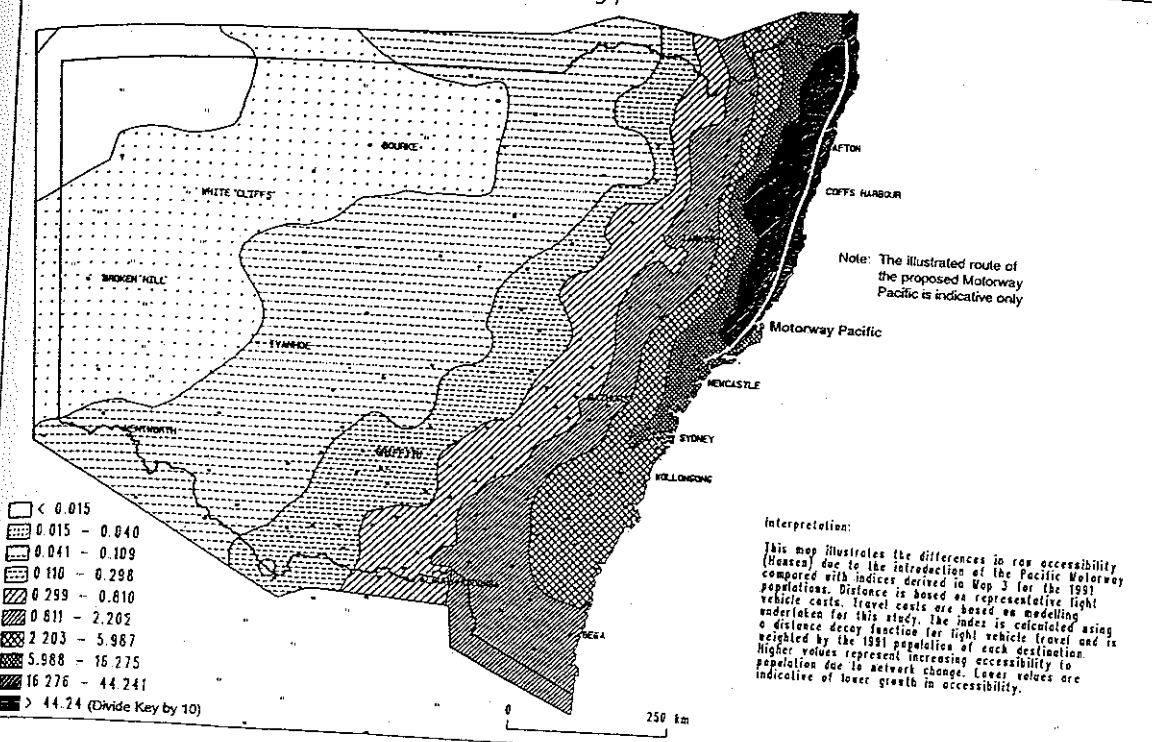 BOURKE
"WHITE "CLIFFS"
BROKEN "HILL"
IVANHOE
WENTWORTH
GRIFFITH
BEGA
AFTON
COFFS HARBOUR
Note: The illustrated route of
the proposed Motorway
Pacific is indicative only
Motorway Pacific
NEWCASTLE
SYDNEY
WOLLONGONG
< 0.015
0.015 - 0.040
0.041 - 0.109
0.110 - 0.298
0.299 - 0.810
0.811 - 2.202
2.203 - 5.987
5.988 - 16.275
16.276 - 44.241
> 44.24 (Divide Key by 10)
0 250 km
Interpretation:
This map illustrates the differences in raw accessibility
(Hansen) due to the introduction of the Pacific Motorway
compared with indices derived in Map 3 for the 1991
populations. Distance is based on representative light
vehicle costs. Travel costs are based on modelling
undertaken for this study. The index is calculated using
a distance decay function for light vehicle travel and is
weighted by the 1991 population of each destination.
Higher values represent increasing accessibility to
population due to network change. Lower values are
indicative of lower growth in accessibility.